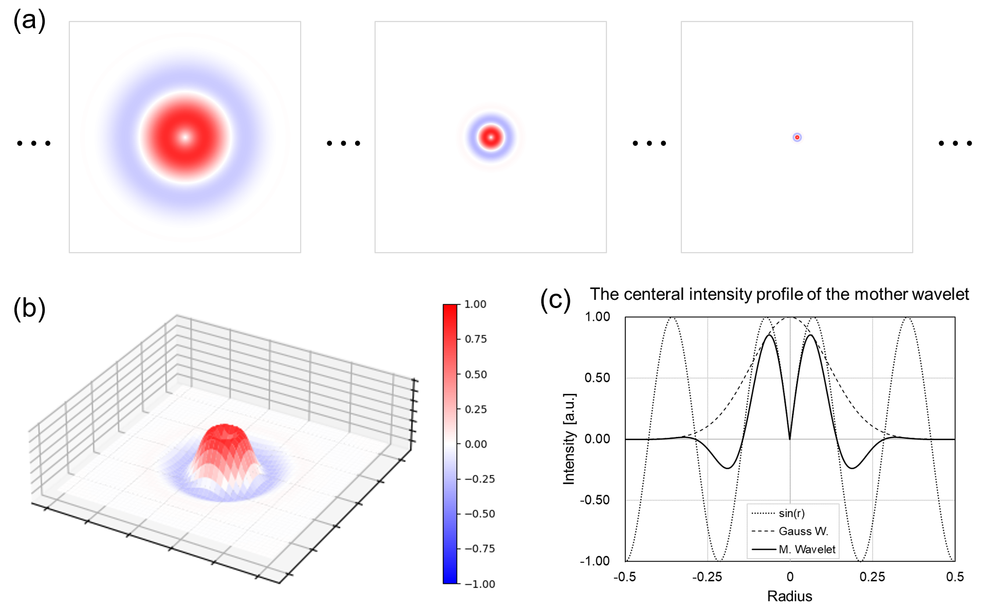 (a)
(b)
1.00
0.75
0.50
0.25
0.00
−0.25
−0.50
−0.75
−1.00
(c)
The centeral intensity profile of the mother wavelet
1.00
0.50
0.00
-0.50
-1.00
Intensity [a.u.]
sin(r)
Gauss W.
M. Wavelet
-0.5
-0.25
0
0.25
0.5
Radius